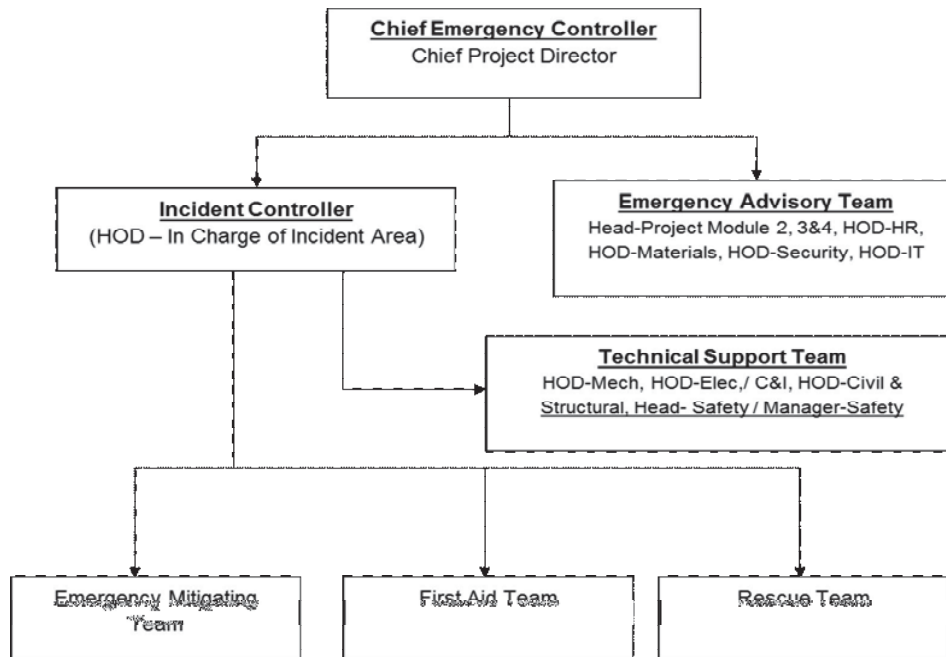 Chief Emergency Controller
Chief Project Director
Incident Controller
(HOD – In Charge of Incident Area)
Emergency Advisory Team
Head-Project Module 2, 3&4, HOD-HR,
HOD-Materials, HOD-Security, HOD-IT
Technical Support Team
HOD-Mech, HOD-Elec,/ C&I, HOD-Civil &
Structural, Head- Safety / Manager-Safety
Emergency Mitigating
Team
First Aid Team
Rescue Team